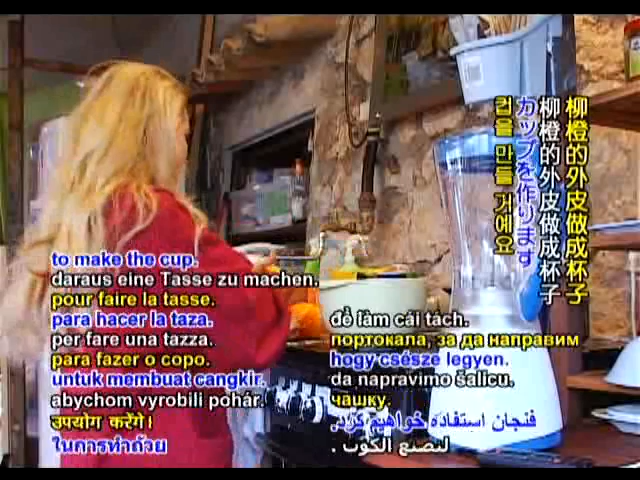 to make the cup.
daraus eine Tasse zu machen.
pour faire la tasse.
para hacer la taza.
per fare una tazza.
para fazer o copo.
untuk membuat cangkir.
abychom vyrobili pohár.
उपयोग करेंगे।
ในการทำถ้วย
để làm cái tách.
портокала, за да направим
hogy csésze legyen.
da napravimo šalicu.
чашку.
فنجان استفاده خواهیم کرد.
لنصنع الكوب .
柳橙的外皮做成杯子
柳橙的外皮做成杯子
カップを作ります
컵을 만들 거예요